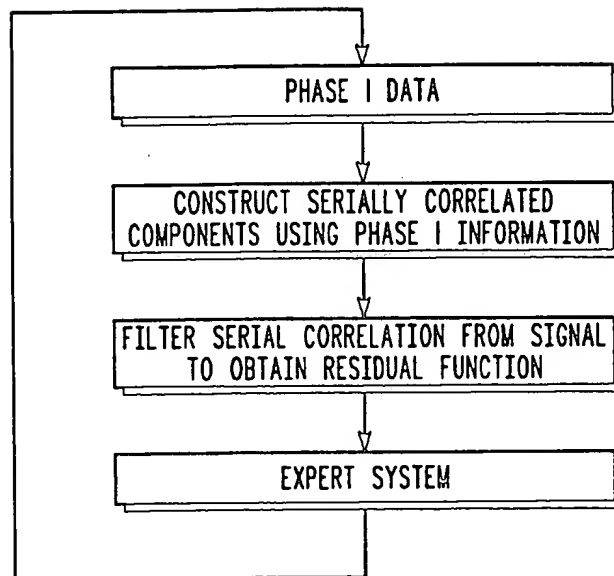 PHASE I DATA
CONSTRUCT SERIALLY CORRELATED
COMPONENTS USING PHASE I INFORMATION
FILTER SERIAL CORRELATION FROM SIGNAL
TO OBTAIN RESIDUAL FUNCTION
EXPERT SYSTEM